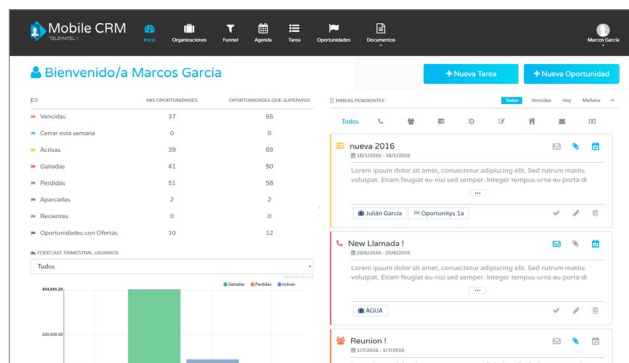 Mobile CRM
TELEMATEL
Inicio Organizaciones Funnel Agenda Tarea Oportunidades Documentos Marcos García
Bienvenido/a Marcos García
+Nueva Tarea +Nueva Oportunidad
MIS OPORTUNIDADES OPORTUNIDADES QUE SUPERVISO
Vencidas 37 65
Cerrar esta semana 0 0
Activas 39 69
Ganadas 41 50
Perdidas 51 58
Aparcadas 2 2
Recientes 0 0
Oportunidades con Ofertas 10 12
FORECAST TRIMESTRAL USUARIOS
Todos
Ganadas Perdidas Activas
404,845.20
200,000.00
TAREAS PENDIENTES Todas Vencidas Hoy Mañana
Todos
nueva 2016
18/1/2016 - 18/1/2016
Lorem ipsum dolor sit amet, consectetur adipiscing elit. Sed rutrum mattis
volutpat. Etiam feugiat eu nisi sed semper. Integer tempus urna eu porta di
...
Julián García Oportunitys 1a
New Llamada !
20/6/2016 - 20/6/2016
Lorem ipsum dolor sit amet, consectetur adipiscing elit. Sed rutrum mattis
volutpat. Etiam feugiat eu nisi sed semper. Integer tempus urna eu porta di
...
AGUA
Reunion !
1/7/2016 - 1/7/2016